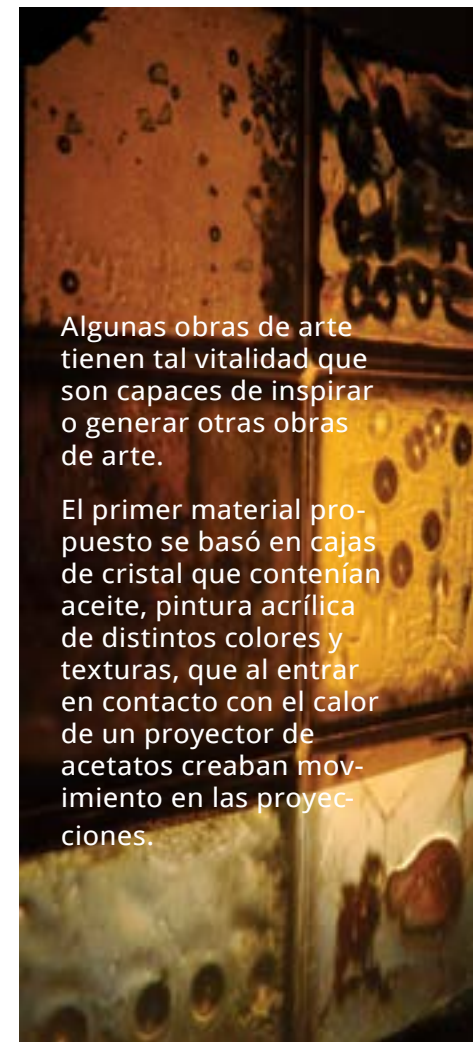 Algunas obras de arte
tienen tal vitalidad que
son capaces de inspirar
o generar otras obras
de arte.
El primer material pro-
puesto se basó en cajas
de cristal que contenían
aceite, pintura acrílica
de distintos colores y
texturas, que al entrar
en contacto con el calor
de un proyector de
acetatos creaban mov-
imiento en las proyec-
ciones.